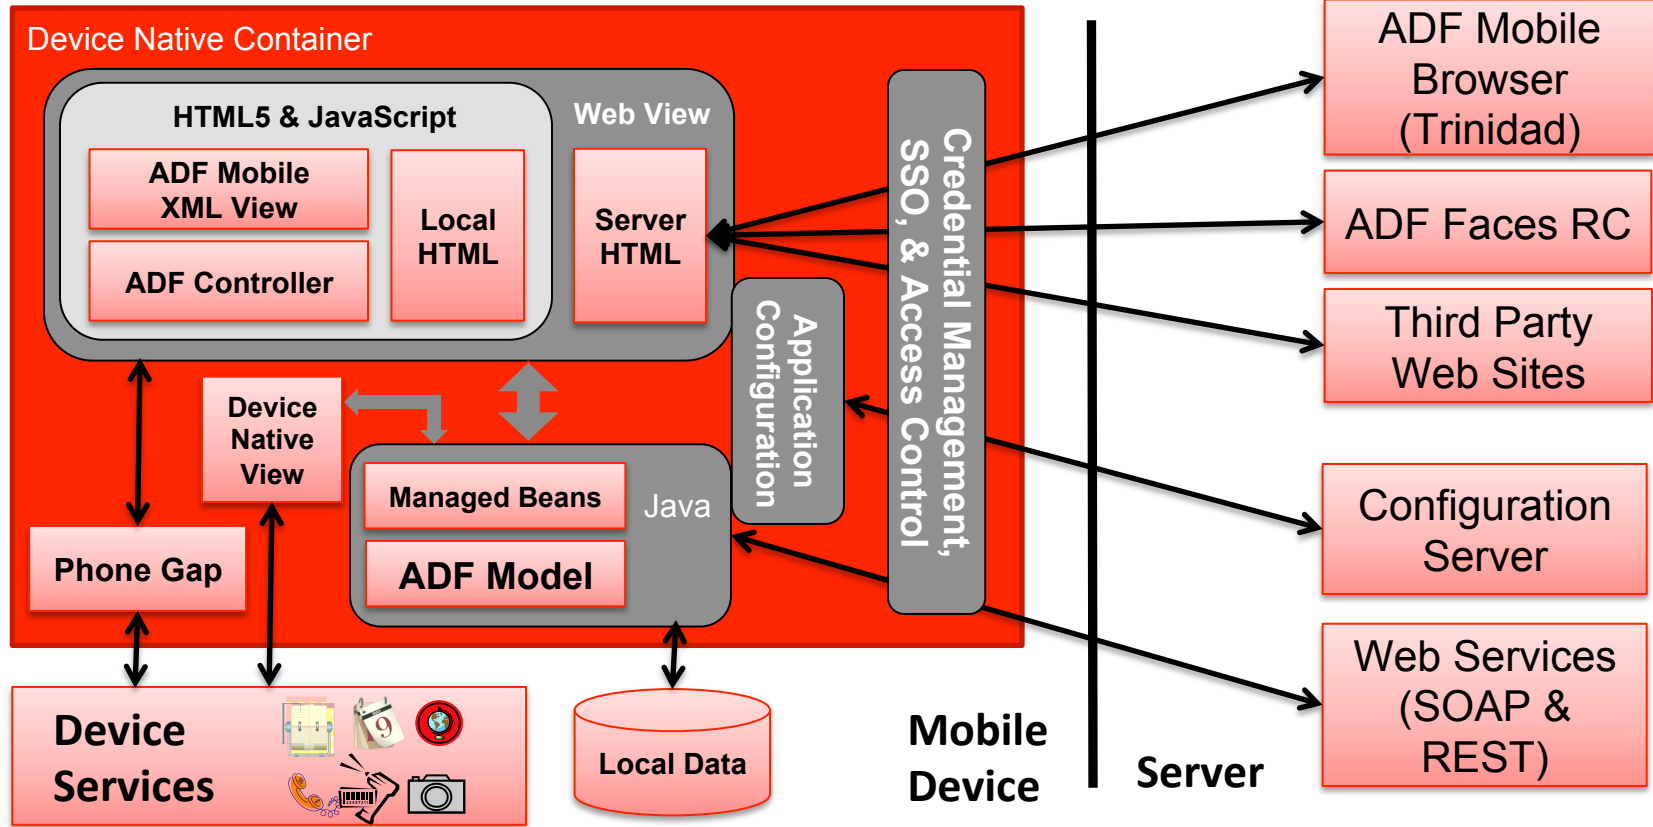 Device Native Container
HTML5 & JavaScript
Web View
ADF Mobile
XML View
ADF Controller
Local
HTML
Server
HTML
Application
Configuration
Credential Management,
SSO, & Access Control
Device
Native
View
Managed Beans
ADF Model
Java
Phone Gap
Device
Services
9
Local Data
Mobile
Device
Server
ADF Mobile
Browser
(Trinidad)
ADF Faces RC
Third Party
Web Sites
Configuration
Server
Web Services
(SOAP &
REST)